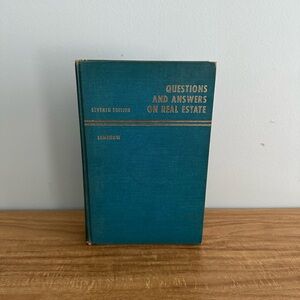 QUESTIONS
AND ANSWERS
ON REAL ESTATE
SEVENTH EDITION
SEMENOW